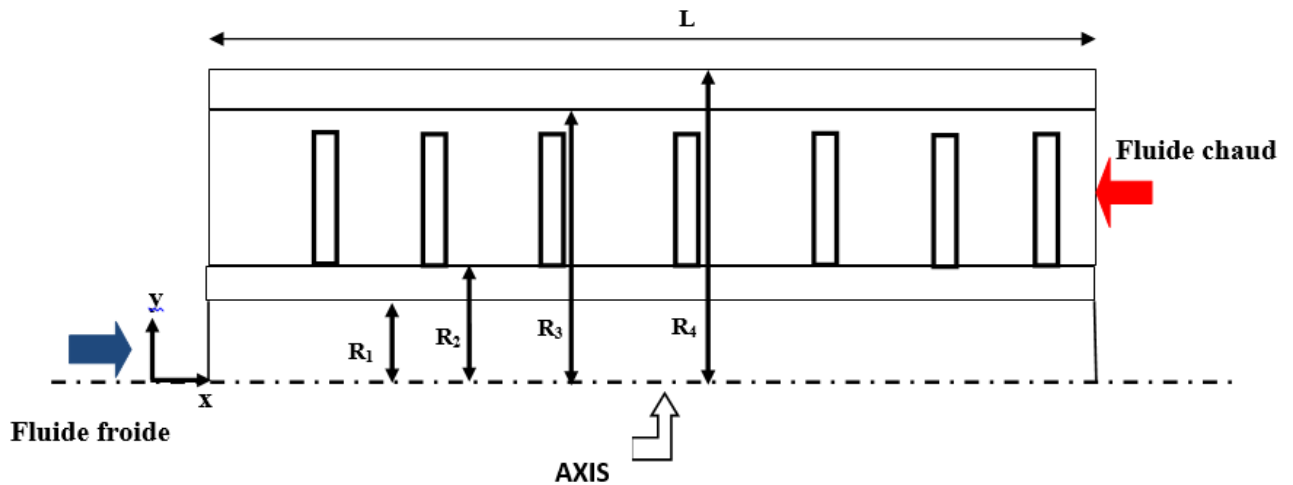 L
Fluide chaud
y
R1
R2
R3
R4
x
Fluide froide
AXIS